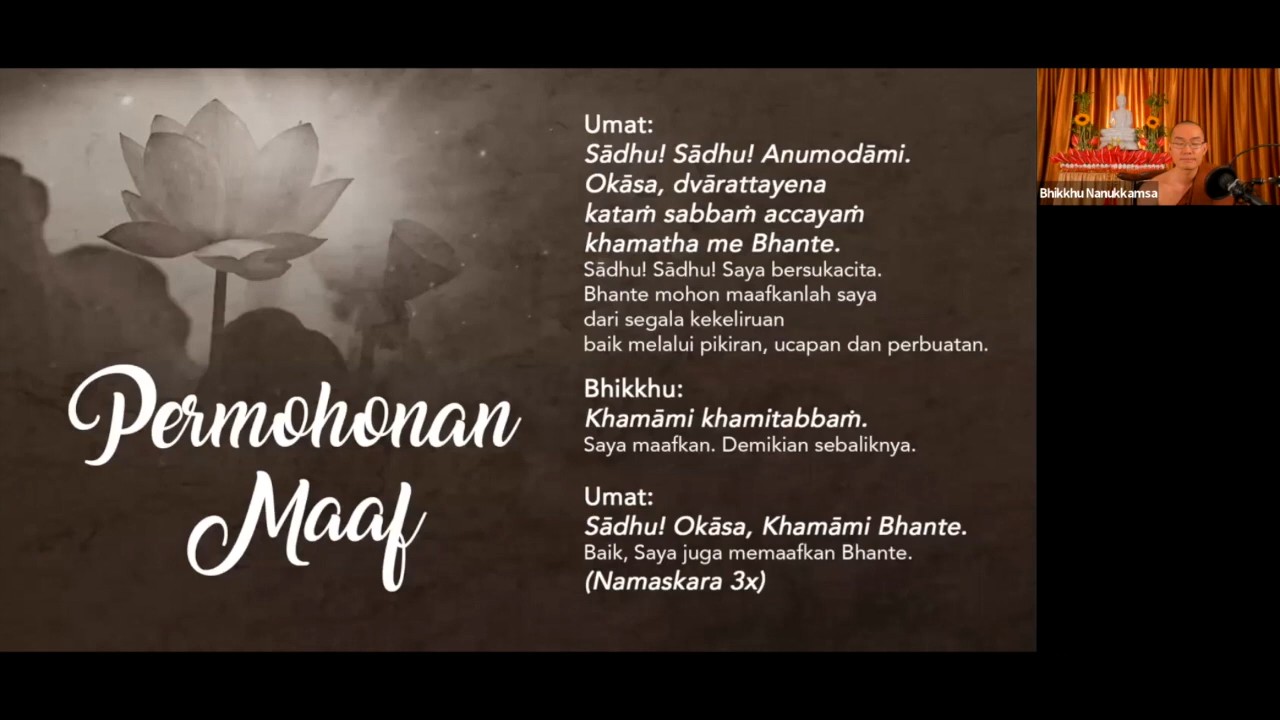 Permohonan
Maaf
Umat:
Sādhu! Sādhu! Anumodāmi.
Okāsa, dvārattayena
kataṁ sabbaṁ accayaṁ
khamatha me Bhante.
Sādhu! Sādhu! Saya bersukacita.
Bhante mohon maafkanlah saya
dari segala kekeliruan
baik melalui pikiran, ucapan dan perbuatan.
Bhikkhu:
Khamāmi khamitabbaṁ.
Saya maafkan. Demikian sebaliknya.
Umat:
Sādhu! Okāsa, Khamāmi Bhante.
Baik, Saya juga memaafkan Bhante.
(Namaskara 3x)
Bhikkhu Nanukkamsa